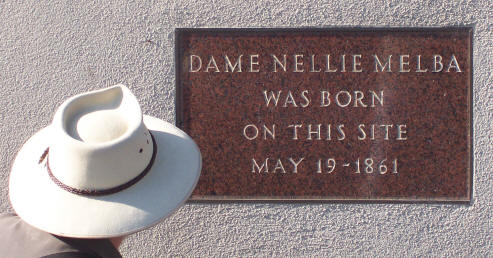 DAME NELLIE MELBA
WAS BORN
ON THIS SITE
MAY 19-1861